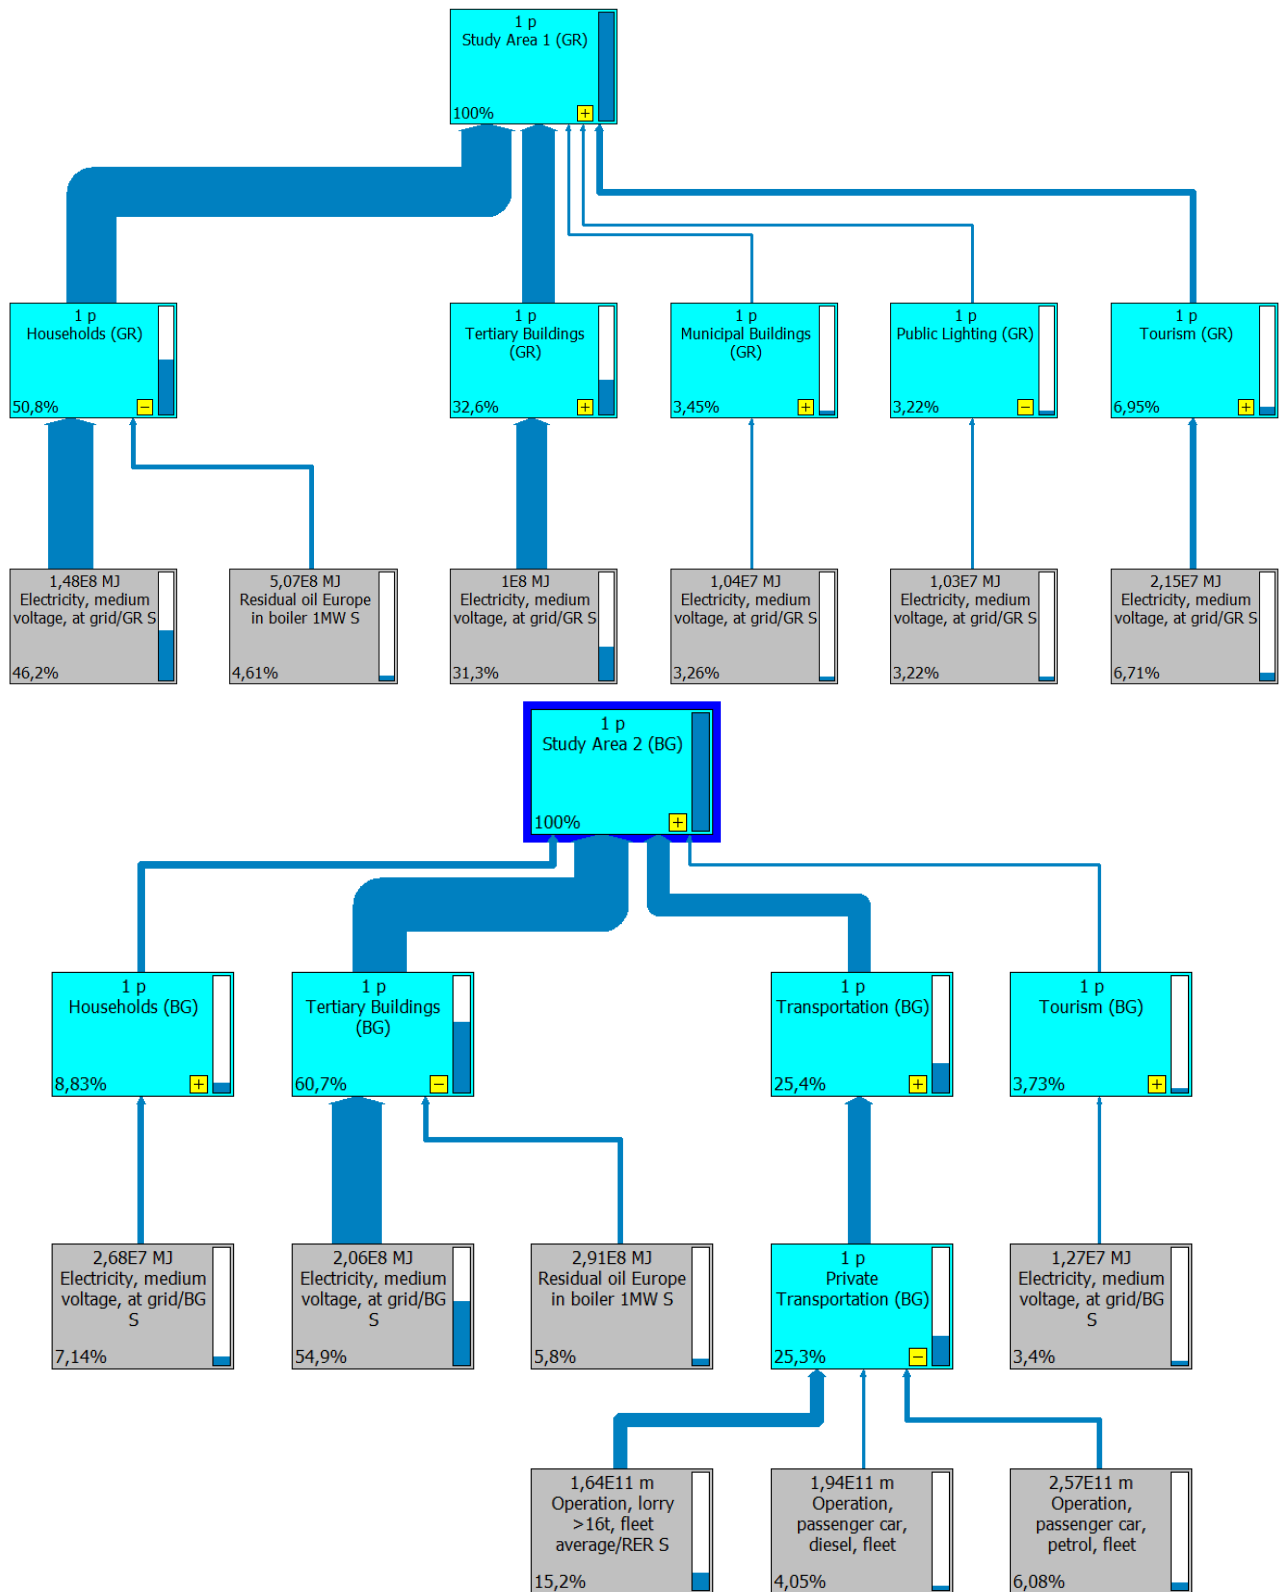 1 p
Study Area 1 (GR)
100%
+
1 p
Households (GR)
50,8%
−
1 p
Tertiary Buildings
(GR)
32,6%
+
1 p
Municipal Buildings
(GR)
3,45%
+
1 p
Public Lighting (GR)
3,22%
−
1 p
Tourism (GR)
6,95%
+
1,48E8 MJ
Electricity, medium
voltage, at grid/GR S
46,2%
5,07E8 MJ
Residual oil Europe
in boiler 1MW S
4,61%
1E8 MJ
Electricity, medium
voltage, at grid/GR S
31,3%
1,04E7 MJ
Electricity, medium
voltage, at grid/GR S
3,26%
1,03E7 MJ
Electricity, medium
voltage, at grid/GR S
3,22%
2,15E7 MJ
Electricity, medium
voltage, at grid/GR S
6,71%
1 p
Study Area 2 (BG)
100%
+
1 p
Households (BG)
8,83%
+
1 p
Tertiary Buildings
(BG)
60,7%
−
1 p
Transportation (BG)
25,4%
+
1 p
Tourism (BG)
3,73%
+
2,68E7 MJ
Electricity, medium
voltage, at grid/BG
S
7,14%
2,06E8 MJ
Electricity, medium
voltage, at grid/BG
S
54,9%
2,91E8 MJ
Residual oil Europe
in boiler 1MW S
5,8%
1 p
Private
Transportation (BG)
25,3%
−
1,27E7 MJ
Electricity, medium
voltage, at grid/BG
S
3,4%
1,64E11 m
Operation, lorry
>16t, fleet
average/RER S
15,2%
1,94E11 m
Operation,
passenger car,
diesel, fleet
4,05%
2,57E11 m
Operation,
passenger car,
petrol, fleet
6,08%